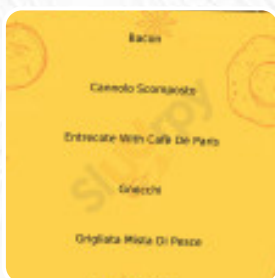 Bacon
Cannolo Scomposto
Entrecote With Cafè De Paris
Gnocchi
Grigliata Mista Di Pesce